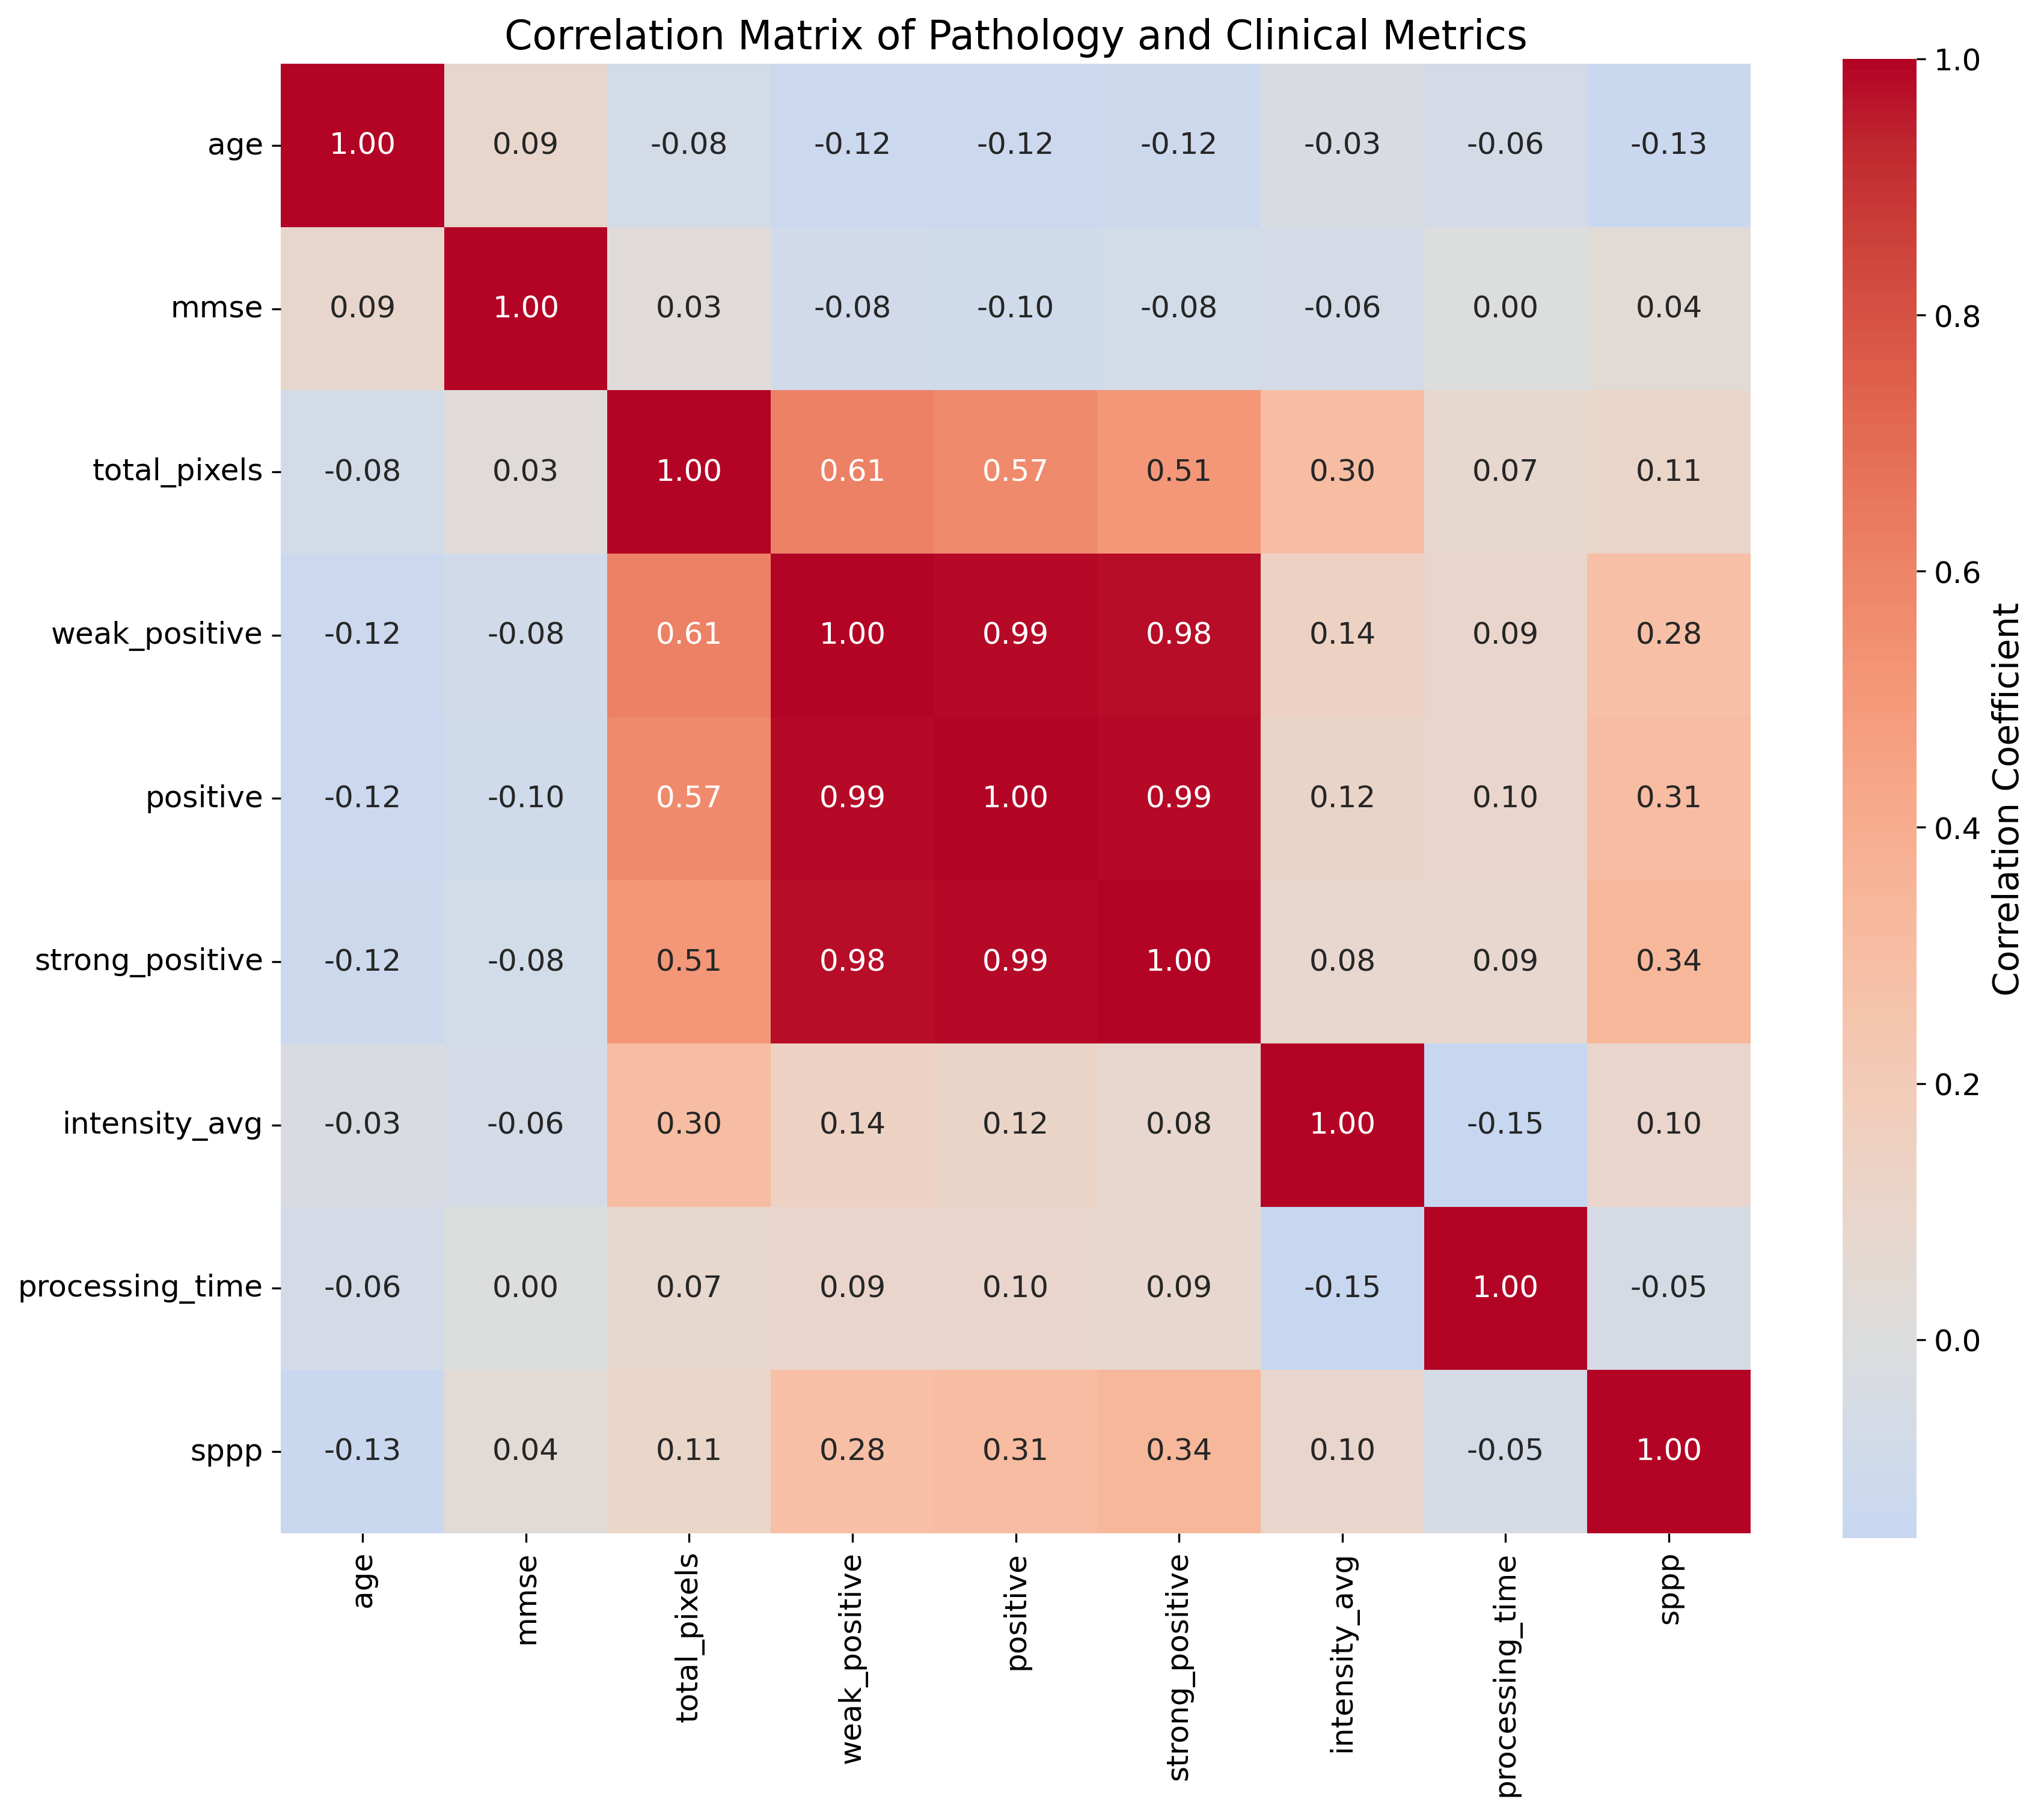 Correlation Matrix of Pathology and Clinical Metrics
age 1.00 0.09 -0.08 -0.12 -0.12 -0.12 -0.03 -0.06 -0.13
mmse 0.09 1.00 0.03 -0.08 -0.10 -0.08 -0.06 0.00 0.04
total_pixels -0.08 0.03 1.00 0.61 0.57 0.51 0.30 0.07 0.11
weak_positive -0.12 -0.08 0.61 1.00 0.99 0.98 0.14 0.09 0.28
positive -0.12 -0.10 0.57 0.99 1.00 0.99 0.12 0.10 0.31
strong_positive -0.12 -0.08 0.51 0.98 0.99 1.00 0.08 0.09 0.34
intensity_avg -0.03 -0.06 0.30 0.14 0.12 0.08 1.00 -0.15 0.10
processing_time -0.06 0.00 0.07 0.09 0.10 0.09 -0.15 1.00 -0.05
sppp -0.13 0.04 0.11 0.28 0.31 0.34 0.10 -0.05 1.00
age mmse total_pixels weak_positive positive strong_positive intensity_avg processing_time sppp
1.0
0.8
0.6
0.4
0.2
0.0
Correlation Coefficient